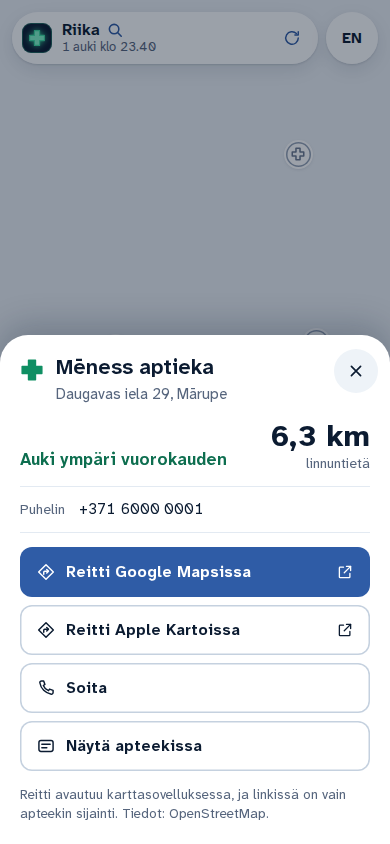 Riika
1 auki klo 23.40
EN
Mēness aptieka
Daugavas iela 29, Mārupe
6,3 km
Auki ympäri vuorokauden
linnuntietä
Puhelin +371 6000 0001
Reitti Google Mapsissa
Reitti Apple Kartoissa
Soita
Näytä apteekissa
Reitti avautuu karttasovelluksessa, ja linkissä on vain
apteekin sijainti. Tiedot: OpenStreetMap.